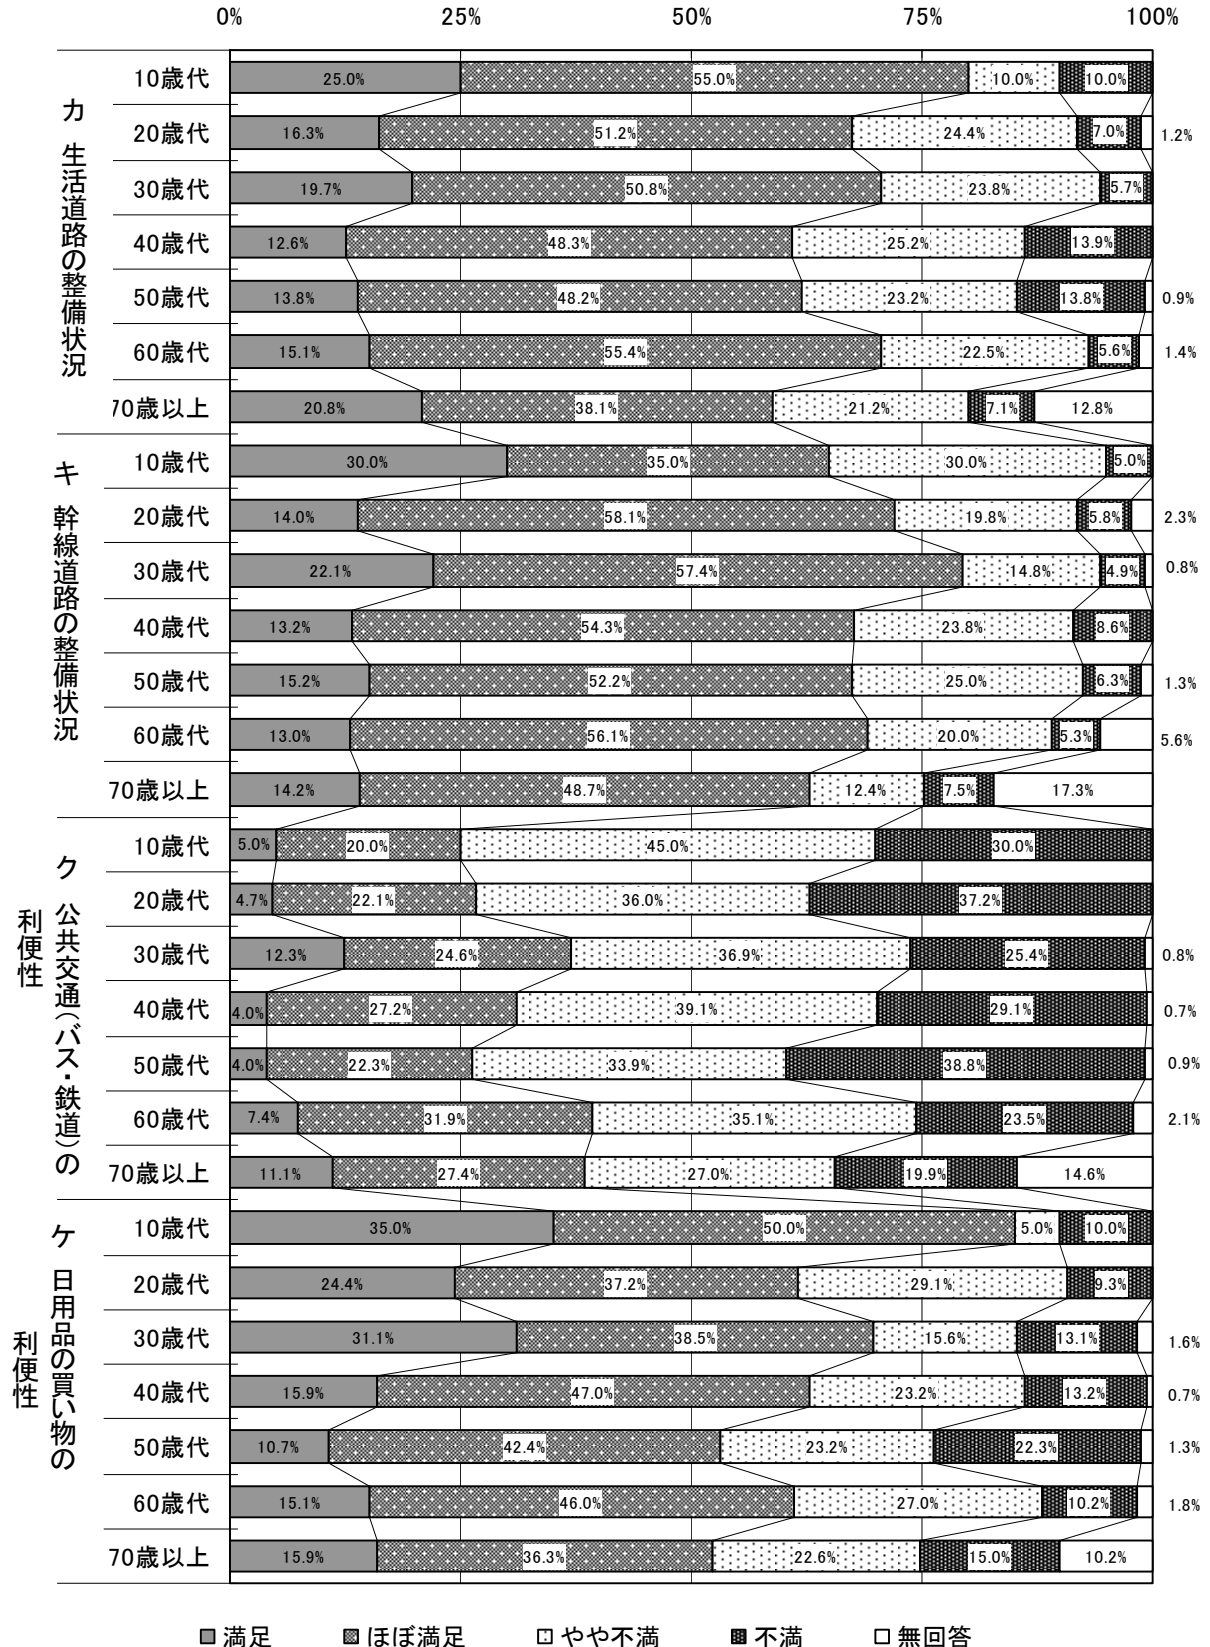 0% 25% 50% 75% 100%
カ 生活道路の整備状況
10歳代 25.0% 55.0% 10.0% 10.0%
20歳代 16.3% 51.2% 24.4% 7.0% 1.2%
30歳代 19.7% 50.8% 23.8% 5.7%
40歳代 12.6% 48.3% 25.2% 13.9%
50歳代 13.8% 48.2% 23.2% 13.8% 0.9%
60歳代 15.1% 55.4% 22.5% 5.6% 1.4%
70歳以上 20.8% 38.1% 21.2% 7.1% 12.8%
キ 幹線道路の整備状況
10歳代 30.0% 35.0% 30.0% 5.0%
20歳代 14.0% 58.1% 19.8% 5.8% 2.3%
30歳代 22.1% 57.4% 14.8% 4.9% 0.8%
40歳代 13.2% 54.3% 23.8% 8.6%
50歳代 15.2% 52.2% 25.0% 6.3% 1.3%
60歳代 13.0% 56.1% 20.0% 5.3% 5.6%
70歳以上 14.2% 48.7% 12.4% 7.5% 17.3%
ク 公共交通(バス・鉄道)の
利便性
10歳代 5.0% 20.0% 45.0% 30.0%
20歳代 4.7% 22.1% 36.0% 37.2%
30歳代 12.3% 24.6% 36.9% 25.4% 0.8%
40歳代 4.0% 27.2% 39.1% 29.1% 0.7%
50歳代 4.0% 22.3% 33.9% 38.8% 0.9%
60歳代 7.4% 31.9% 35.1% 23.5% 2.1%
70歳以上 11.1% 27.4% 27.0% 19.9% 14.6%
ケ 日用品の買い物の
利便性
10歳代 35.0% 50.0% 5.0% 10.0%
20歳代 24.4% 37.2% 29.1% 9.3%
30歳代 31.1% 38.5% 15.6% 13.1% 1.6%
40歳代 15.9% 47.0% 23.2% 13.2% 0.7%
50歳代 10.7% 42.4% 23.2% 22.3% 1.3%
60歳代 15.1% 46.0% 27.0% 10.2% 1.8%
70歳以上 15.9% 36.3% 22.6% 15.0% 10.2%
満足 ほぼ満足 やや不満 不満 無回答